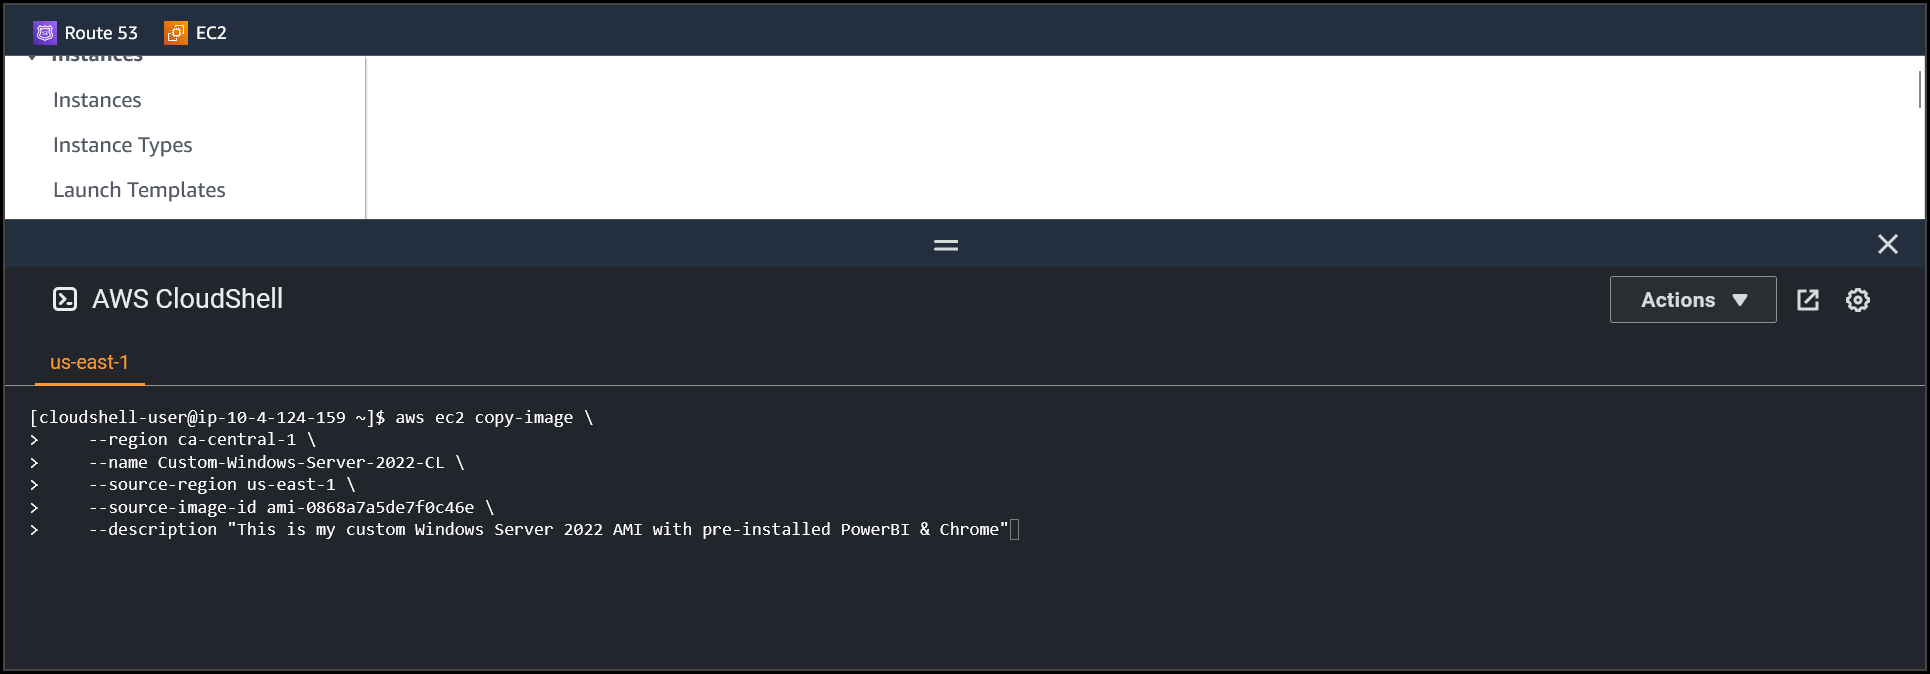 Route 53 EC2
Instances
Instances
Instance Types
Launch Templates
AWS CloudShell
Actions
us-east-1
[cloudshell-user@ip-10-4-124-159 ~]$ aws ec2 copy-image \
>     --region ca-central-1 \
>     --name Custom-Windows-Server-2022-CL \
>     --source-region us-east-1 \
>     --source-image-id ami-0868a7a5de7f0c46e \
>     --description "This is my custom Windows Server 2022 AMI with pre-installed PowerBI & Chrome"